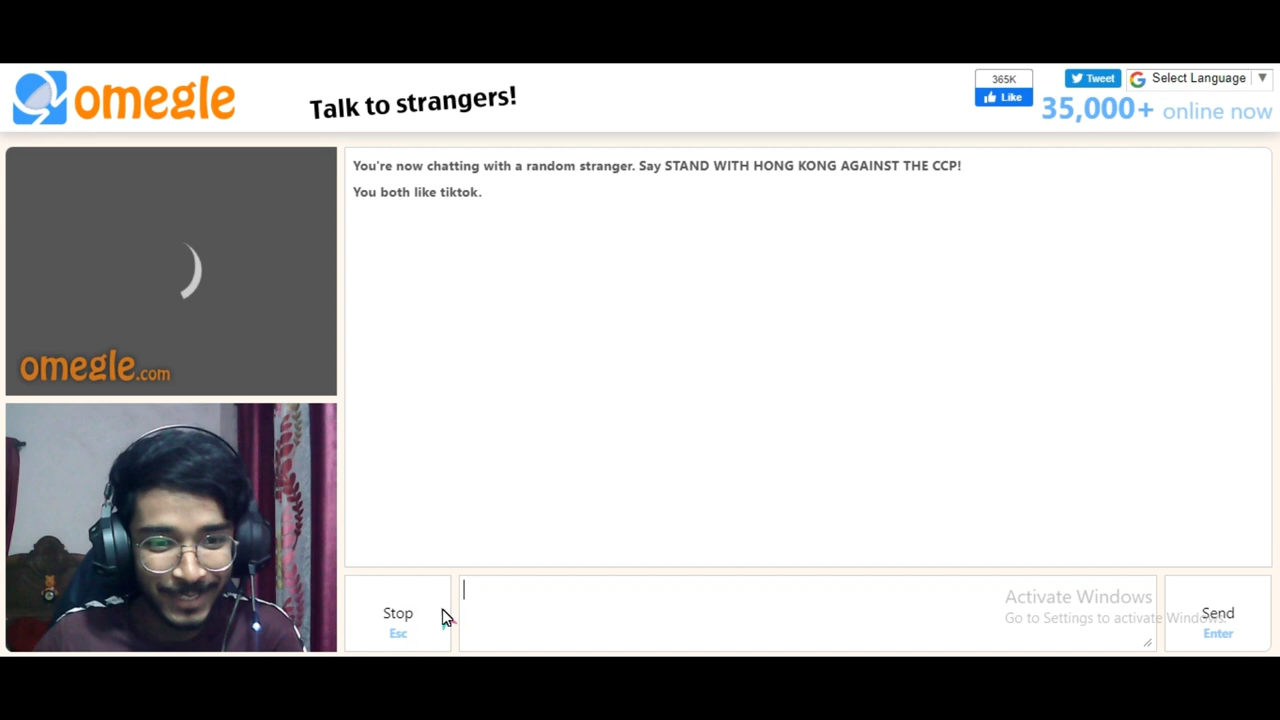 omegle
Talk to strangers!
365K
Like
Tweet
Select Language
35,000+ online now
You're now chatting with a random stranger. Say STAND WITH HONG KONG AGAINST THE CCP!
You both like tiktok.
omegle.com
Stop
Esc
Activate Windows
Go to Settings to activate Windows.
Send
Enter